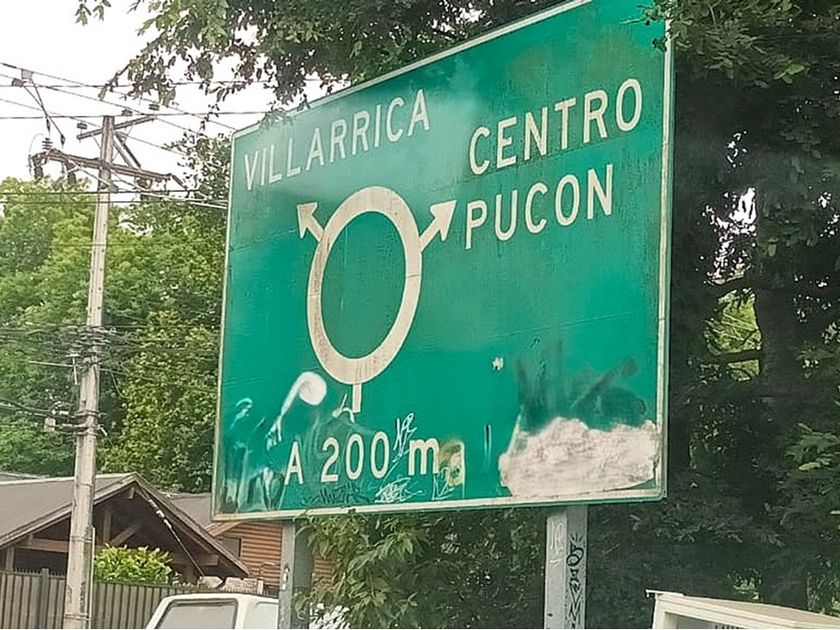 VILLARRICA
CENTRO
PUCON
A 200 m